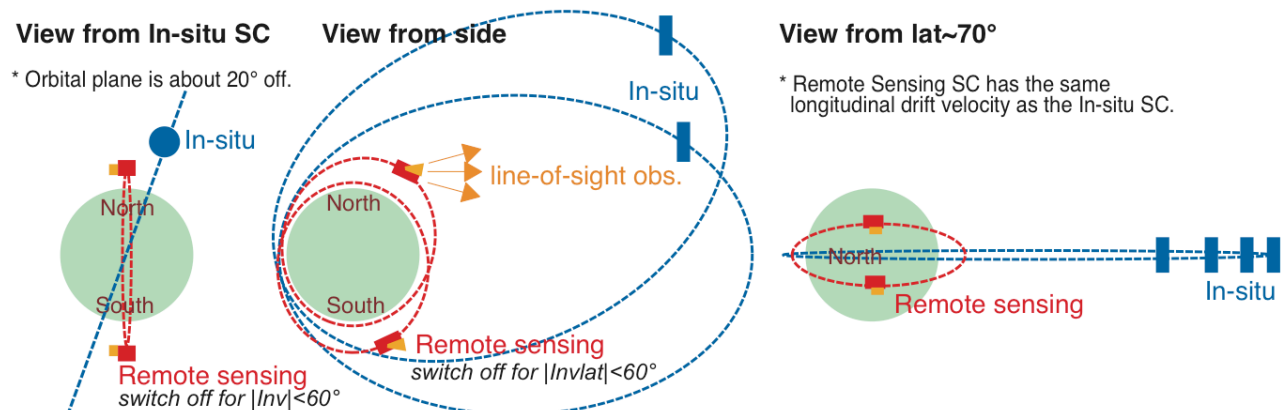 View from In-situ SC
* Orbital plane is about 20° off.
In-situ
North
South
Remote sensing
switch off for |Inv|<60°
View from side
In-situ
line-of-sight obs.
North
South
Remote sensing
switch off for |Invlat|<60°
View from lat~70°
* Remote Sensing SC has the same
longitudinal drift velocity as the In-situ SC.
North
Remote sensing
In-situ